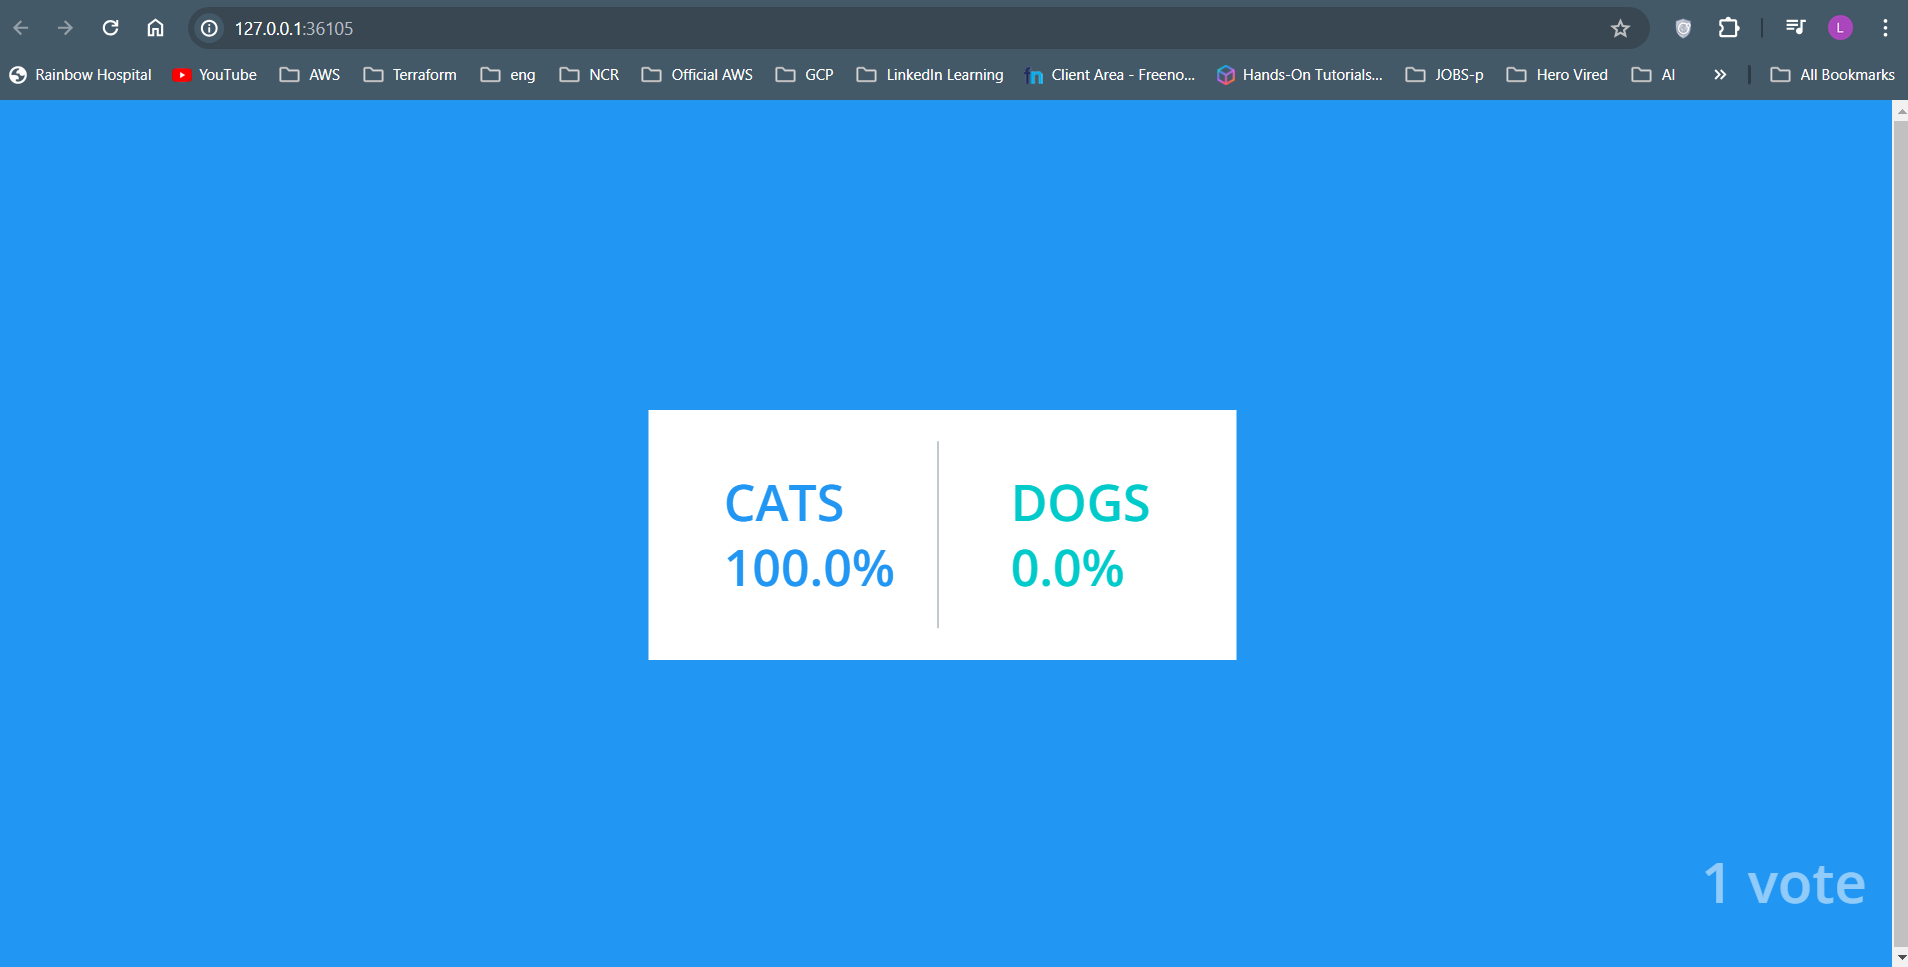 127.0.0.1:36105
L
Rainbow Hospital YouTube AWS Terraform eng NCR Official AWS GCP LinkedIn Learning fn Client Area - Freeno... Hands-On Tutorials... JOBS-p Hero Vired AI » All Bookmarks
CATS
100.0%
DOGS
0.0%
1 vote